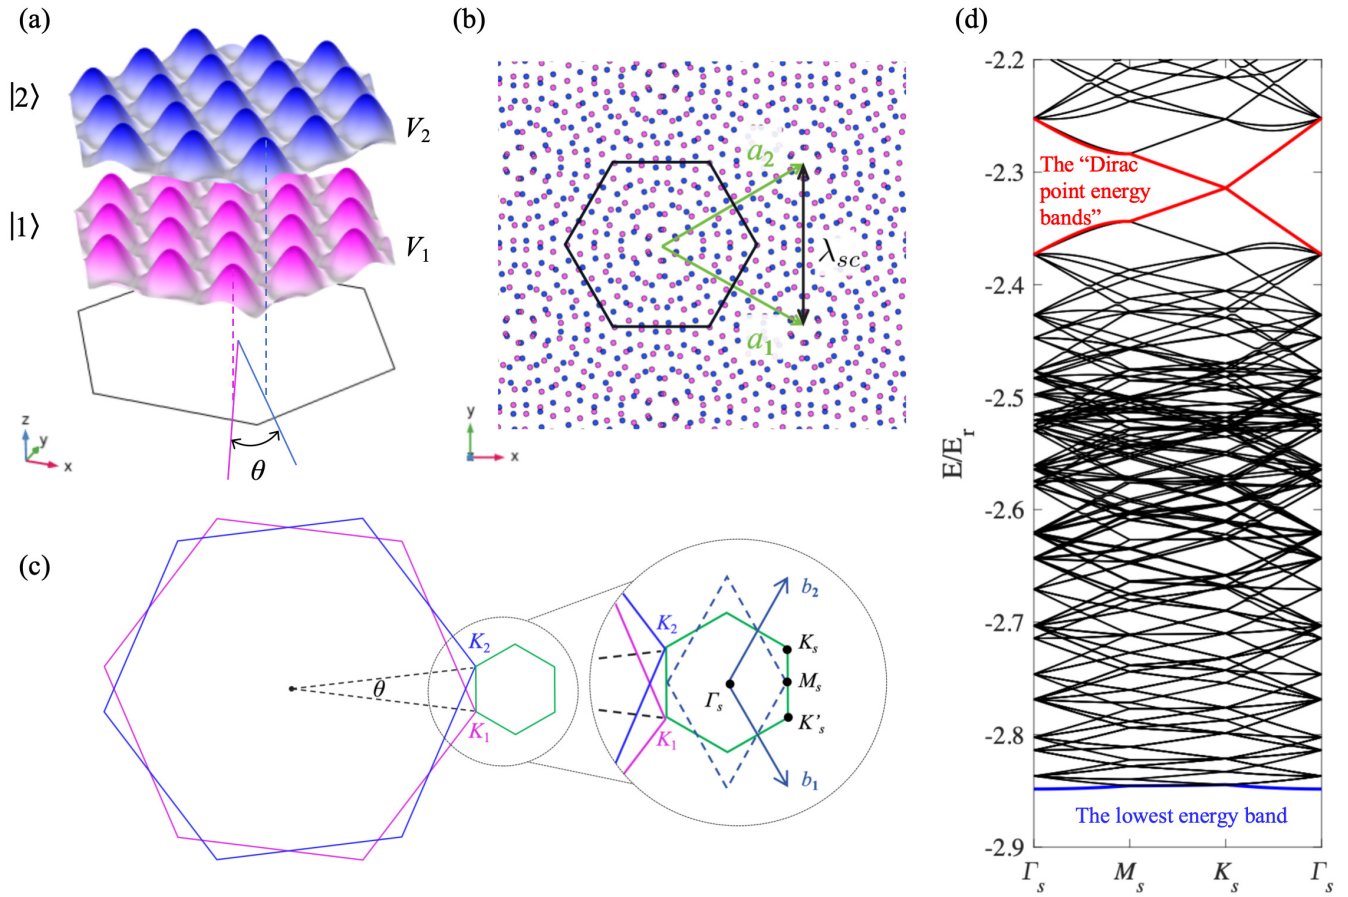 (a)
|2⟩
V₂
|1⟩
V₁
θ
z
y
x
(b)
a₂
λsc
a₁
y
z
x
(c)
K₂
θ
K₁
K₂
K₁
b₂
Kₛ
Mₛ
Γₛ
K'ₛ
b₁
(d)
E/Eᵣ
-2.2
-2.3
-2.4
-2.5
-2.6
-2.7
-2.8
-2.9
The “Dirac
point energy
bands”
The lowest energy band
Γₛ
Mₛ
Kₛ
Γₛ